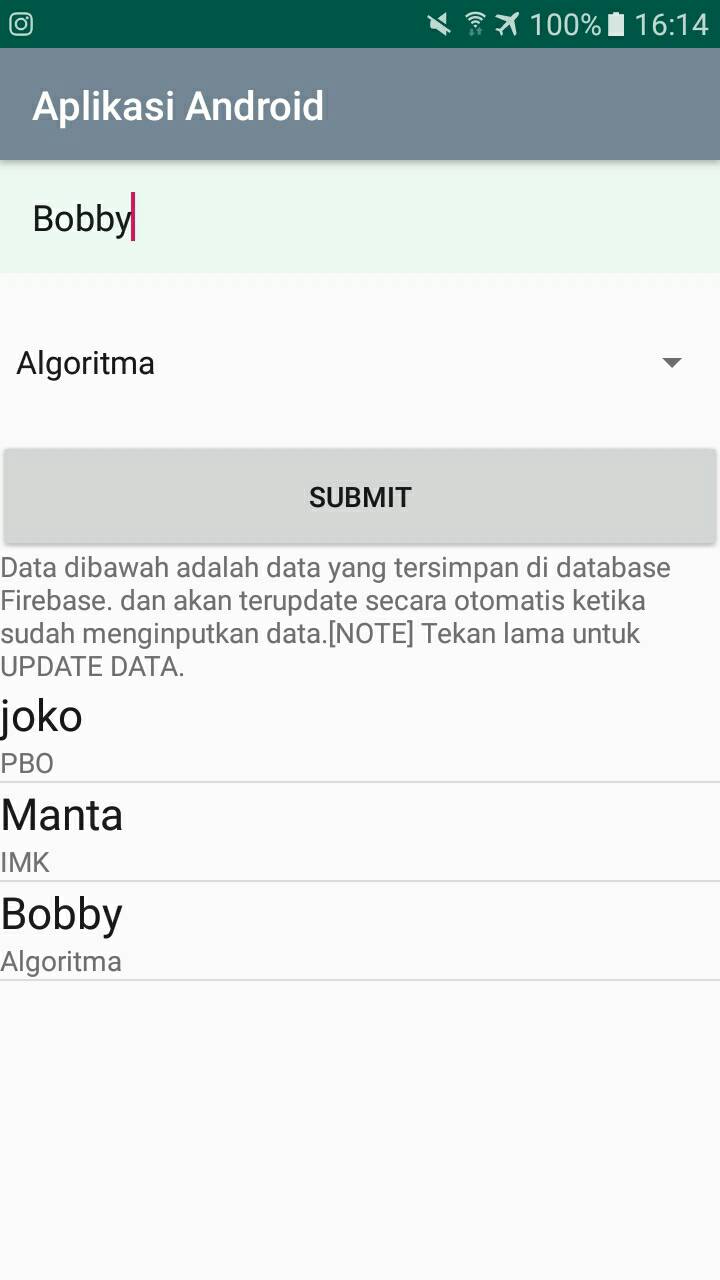 100% 16:14
Aplikasi Android
Bobby
Algoritma
SUBMIT
Data dibawah adalah data yang tersimpan di database
Firebase. dan akan terupdate secara otomatis ketika
sudah menginputkan data.[NOTE] Tekan lama untuk
UPDATE DATA.
joko
PBO
Manta
IMK
Bobby
Algoritma